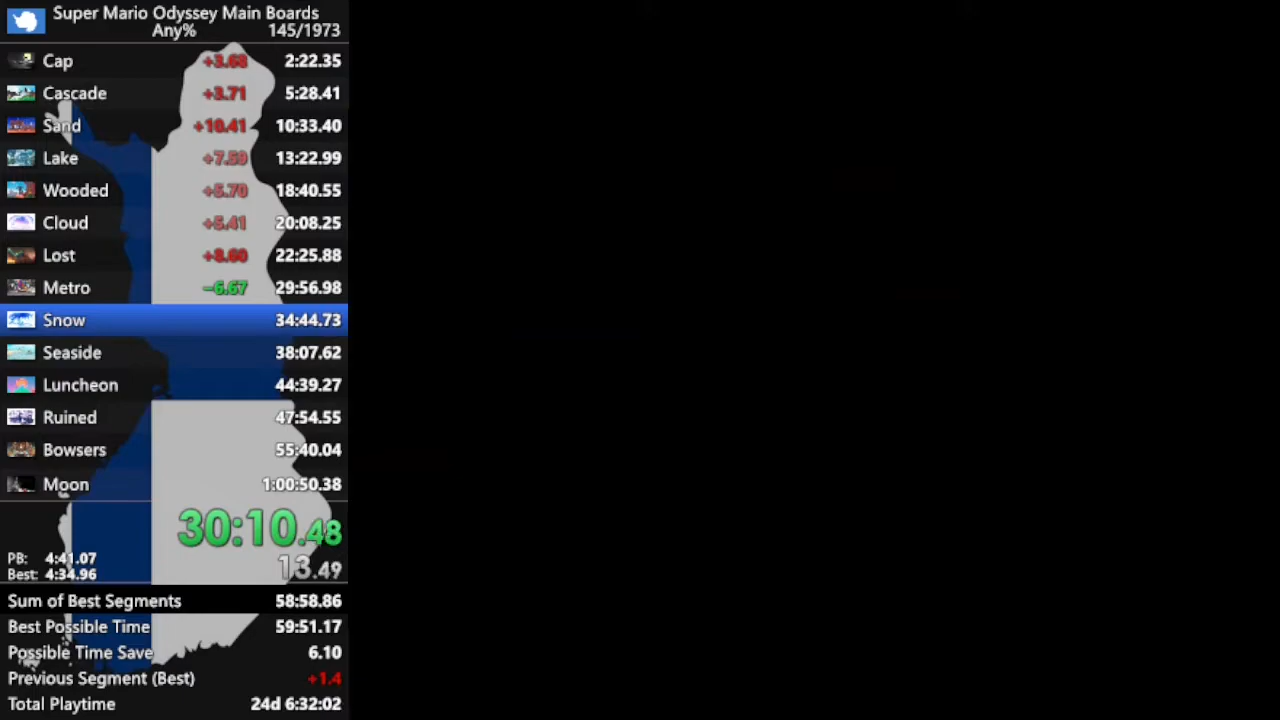 Super Mario Odyssey Main Boards
Any% 145/1973
Cap +3.68 2:22.35
Cascade +3.71 5:28.41
Sand +10.41 10:33.40
Lake +7.59 13:22.99
Wooded +5.70 18:40.55
Cloud +5.41 20:08.25
Lost +8.60 22:25.88
Metro −6.67 29:56.98
Snow 34:44.73
Seaside 38:07.62
Luncheon 44:39.27
Ruined 47:54.55
Bowsers 55:40.04
Moon 1:00:50.38
30:10.48
PB: 4:41.07
13.49
Best: 4:34.96
Sum of Best Segments 58:58.86
Best Possible Time 59:51.17
Possible Time Save 6.10
Previous Segment (Best) +1.4
Total Playtime 24d 6:32:02